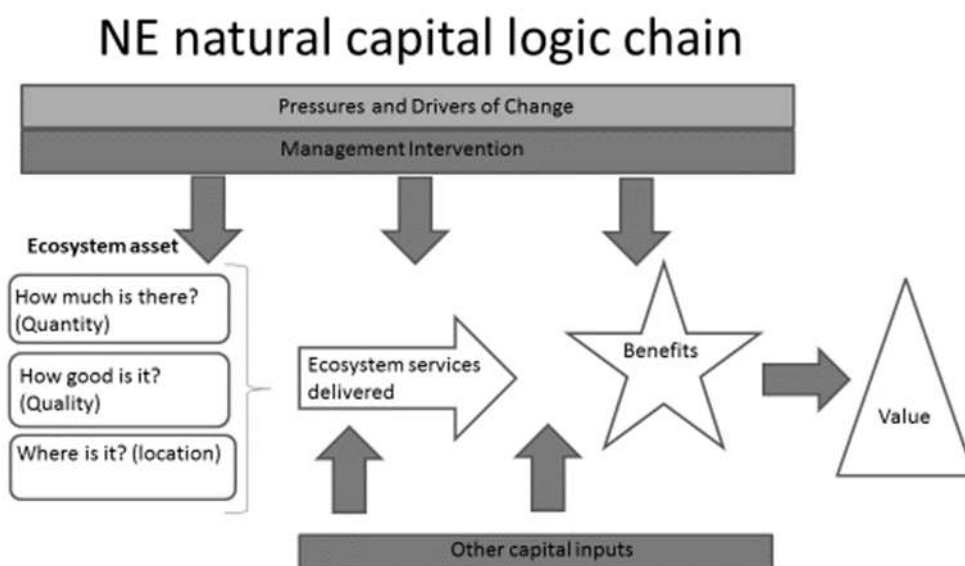 NE natural capital logic chain
Pressures and Drivers of Change
Management Intervention
Ecosystem asset
How much is there?
(Quantity)
How good is it?
(Quality)
Where is it? (location)
Ecosystem services
delivered
Benefits
Value
Other capital inputs